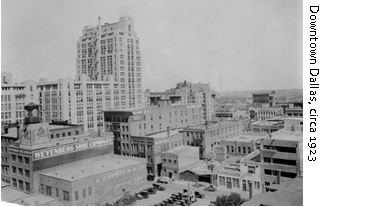 WEYENBERG SHOE COMPANY
Downtown Dallas, circa 1923